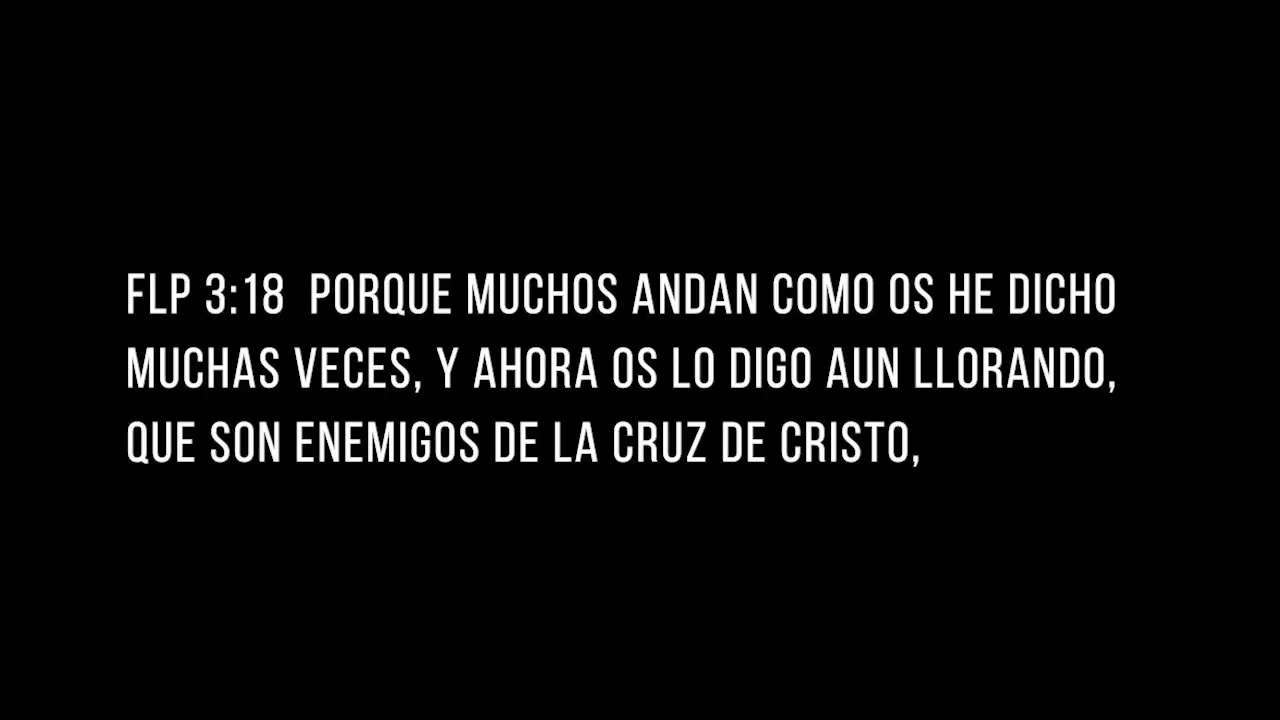 FLP 3:18  PORQUE MUCHOS ANDAN COMO OS HE DICHO
MUCHAS VECES, Y AHORA OS LO DIGO AUN LLORANDO,
QUE SON ENEMIGOS DE LA CRUZ DE CRISTO,